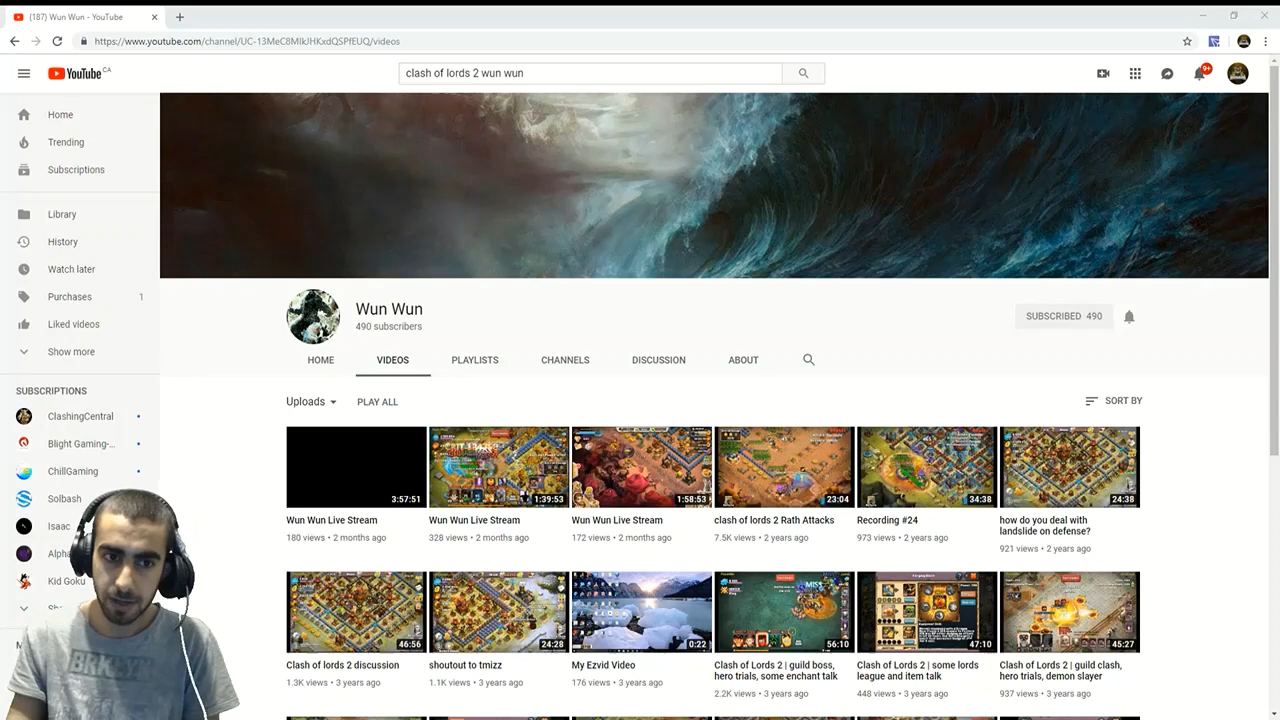 (187) Wun Wun - YouTube
https://www.youtube.com/channel/UC-13MeC8MIkJHKxdQSPfEUQ/videos
YouTube CA
clash of lords 2 wun wun
9+
Home
Trending
Subscriptions
Library
History
Watch later
Purchases 1
Liked videos
Show more
SUBSCRIPTIONS
ClashingCentral
Blight Gaming-...
ChillGaming
Solbash
Isaac
Alpha
Kid Goku
Wun Wun
490 subscribers
SUBSCRIBED 490
HOME VIDEOS PLAYLISTS CHANNELS DISCUSSION ABOUT
Uploads PLAY ALL SORT BY
3:57:51 1:39:53 1:58:53 23:04 34:38 24:38
Wun Wun Live Stream
180 views • 2 months ago
Wun Wun Live Stream
328 views • 2 months ago
Wun Wun Live Stream
172 views • 2 months ago
clash of lords 2 Rath Attacks
7.5K views • 2 years ago
Recording #24
973 views • 2 years ago
how do you deal with
landslide on defense?
921 views • 2 years ago
46:56 24:28 0:22 56:10 47:10 45:27
Clash of lords 2 discussion
1.3K views • 3 years ago
shoutout to tmizz
1.1K views • 3 years ago
My Ezvid Video
176 views • 3 years ago
Clash of Lords 2 | guild boss,
hero trials, some enchant talk
2.2K views • 3 years ago
Clash of Lords 2 | some lords
league and item talk
448 views • 3 years ago
Clash of Lords 2 | guild clash,
hero trials, demon slayer
937 views • 3 years ago